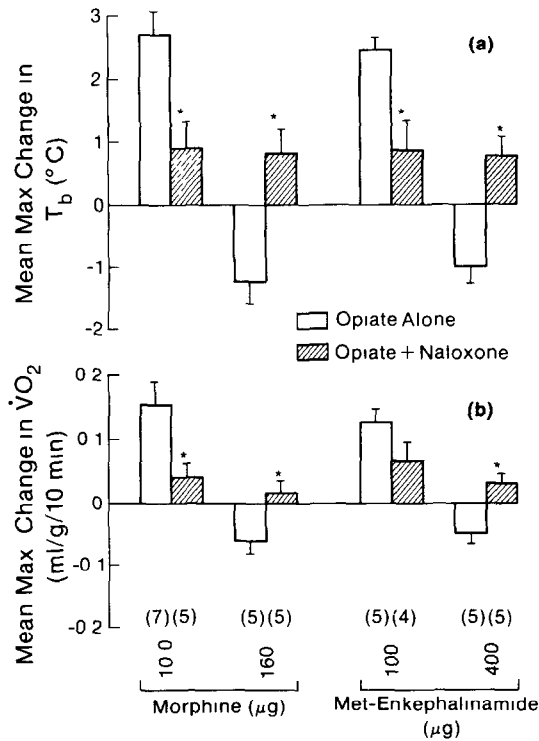 3
2
1
0
-1
-2
Mean Max Change in
T_b (°C)
(a)
* * * *
Opiate Alone
Opiate + Naloxone
0 2
0 1
0
-0 1
-0 2
Mean Max Change in V̇O₂
(ml/g/10 min)
(b)
* * *
(7)(5) (5)(5) (5)(4) (5)(5)
10 0 160 100 400
Morphine (μg) Met-Enkephalinamide
(μg)